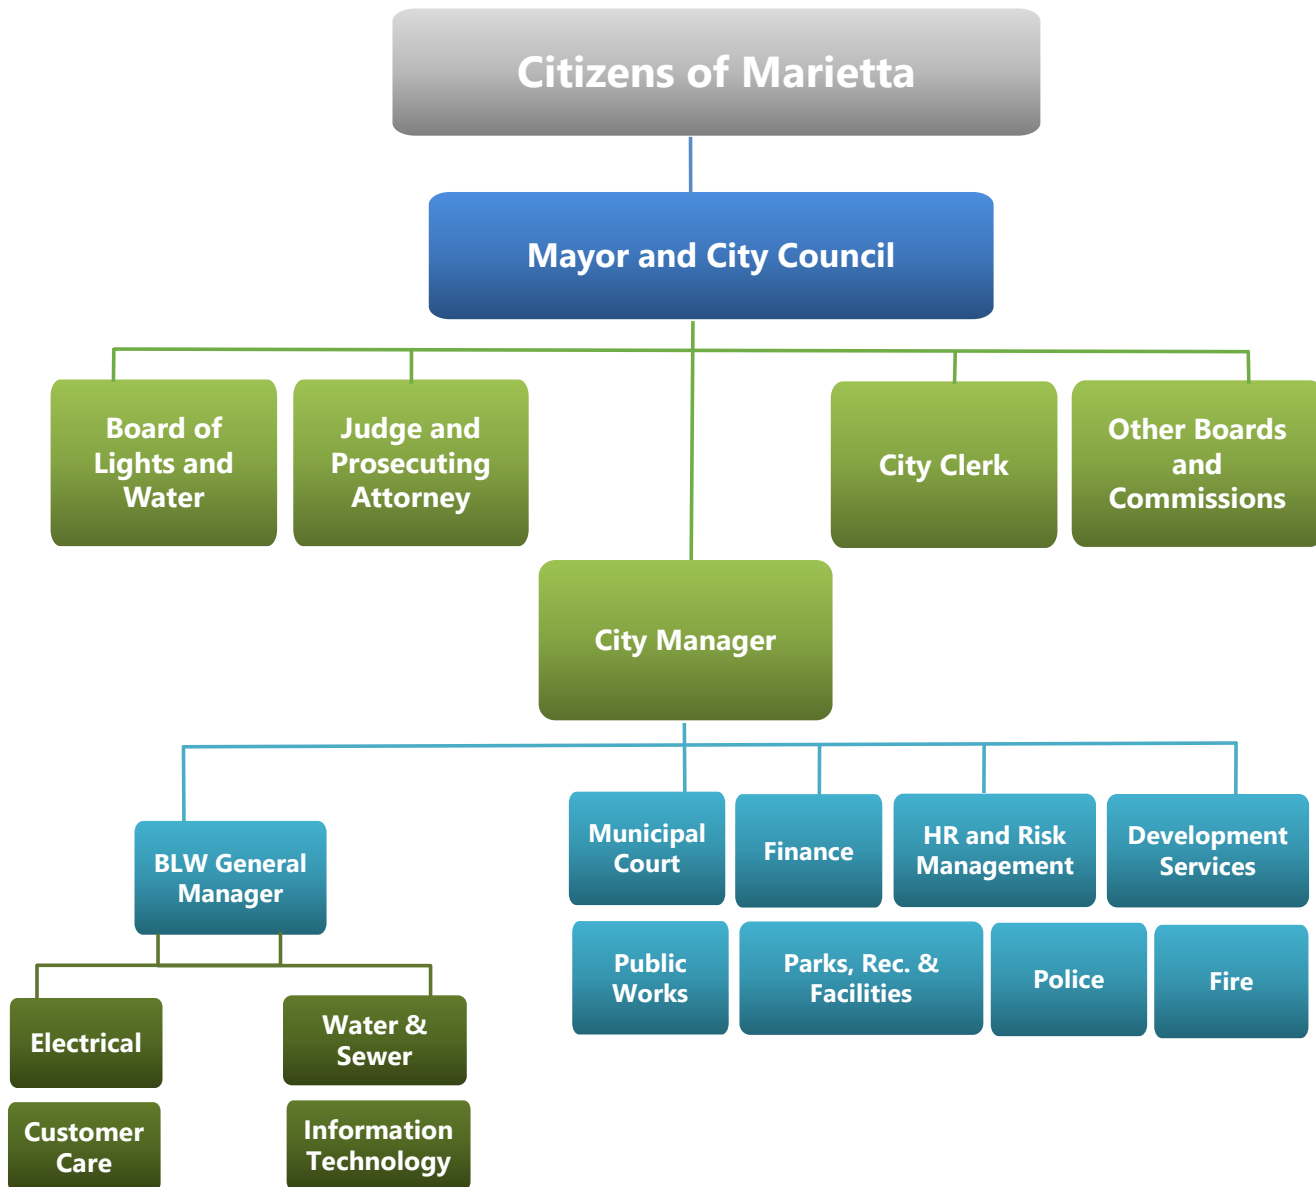 Citizens of Marietta
Mayor and City Council
Board of
Lights and
Water
Judge and
Prosecuting
Attorney
City Clerk
Other Boards
and
Commissions
City Manager
BLW General
Manager
Municipal
Court
Finance
HR and Risk
Management
Development
Services
Public
Works
Parks, Rec. &
Facilities
Police
Fire
Electrical
Water &
Sewer
Customer
Care
Information
Technology